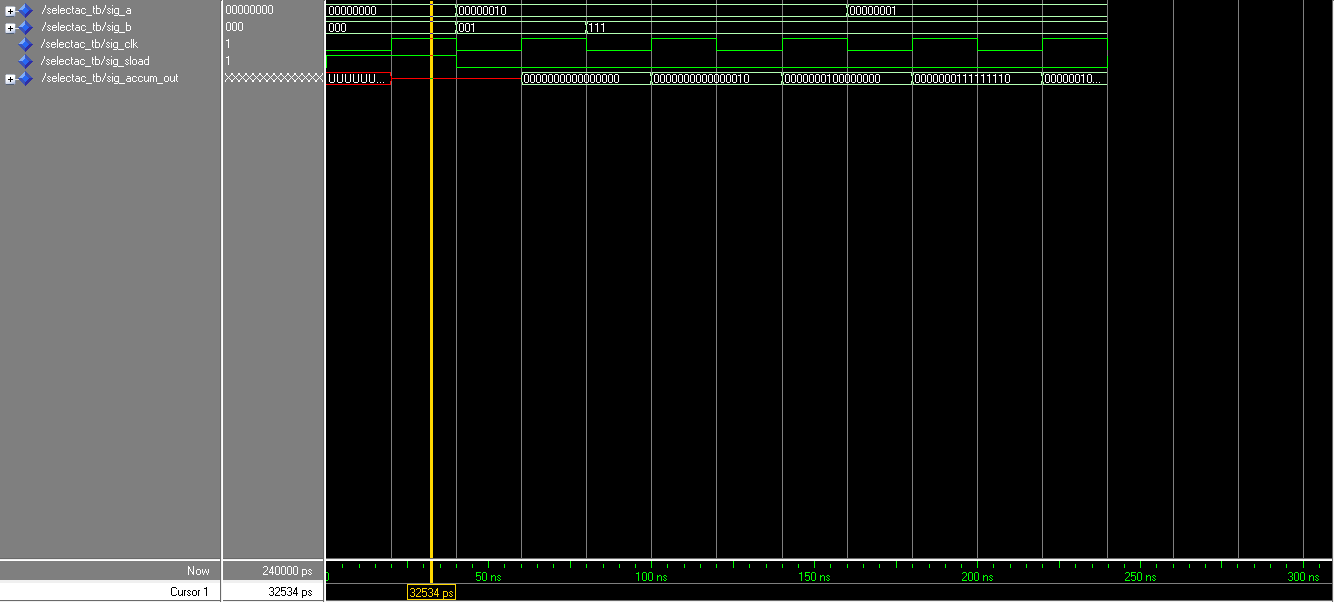 /selectac_tb/sig_a 00000000 00000000 00000010 00000001
/selectac_tb/sig_b 000 000 001 111
/selectac_tb/sig_clk 1
/selectac_tb/sig_sload 1
/selectac_tb/sig_accum_out UUUUUU... 0000000000000000 0000000000000010 0000000100000000 0000000111111110 00000010...
Now 240000 ps 0 50 ns 100 ns 150 ns 200 ns 250 ns 300 ns
Cursor 1 32534 ps 32534 ps